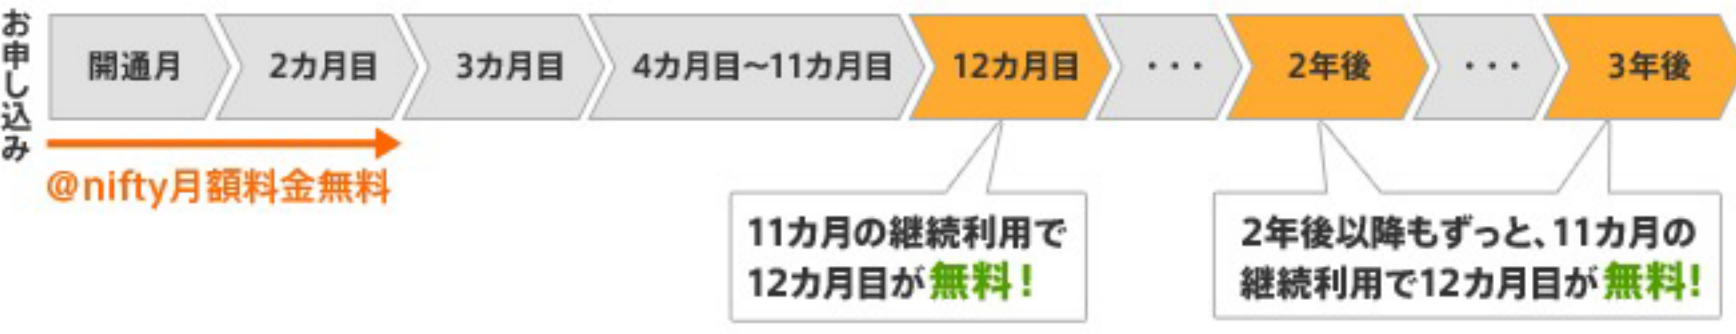 お申し込み
開通月
2カ月目
3カ月目
4カ月目～11カ月目
12カ月目
・・・
2年後
・・・
3年後
@nifty月額料金無料
11カ月の継続利用で
12カ月目が無料！
2年後以降もずっと、11カ月の
継続利用で12カ月目が無料!